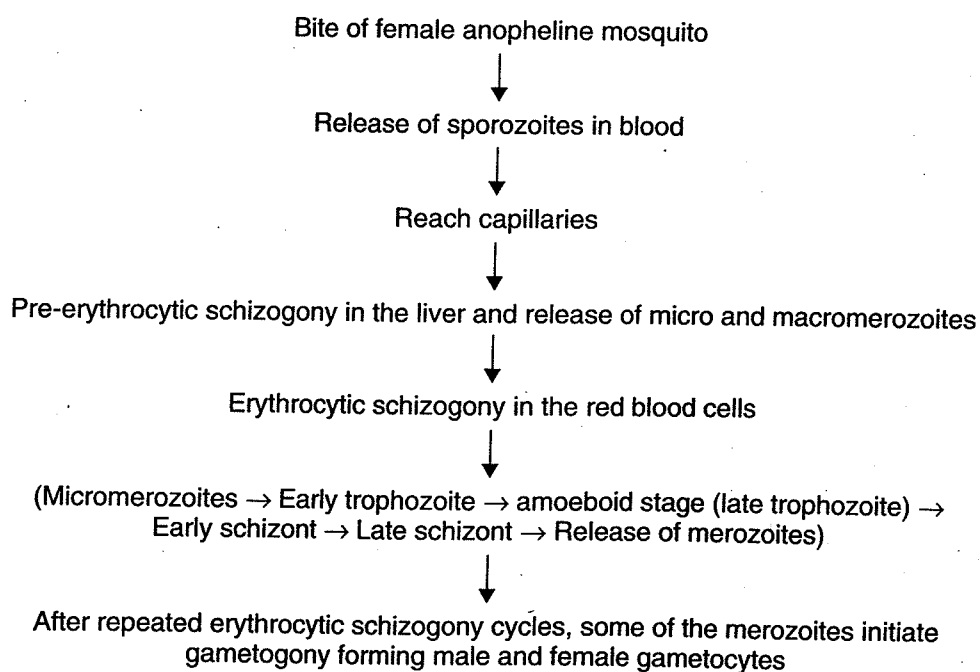 Bite of female anopheline mosquito
Release of sporozoites in blood
Reach capillaries
Pre-erythrocytic schizogony in the liver and release of micro and macromerozoites
Erythrocytic schizogony in the red blood cells
(Micromerozoites → Early trophozoite → amoeboid stage (late trophozoite) →
Early schizont → Late schizont → Release of merozoites)
After repeated erythrocytic schizogony cycles, some of the merozoites initiate
gametogony forming male and female gametocytes